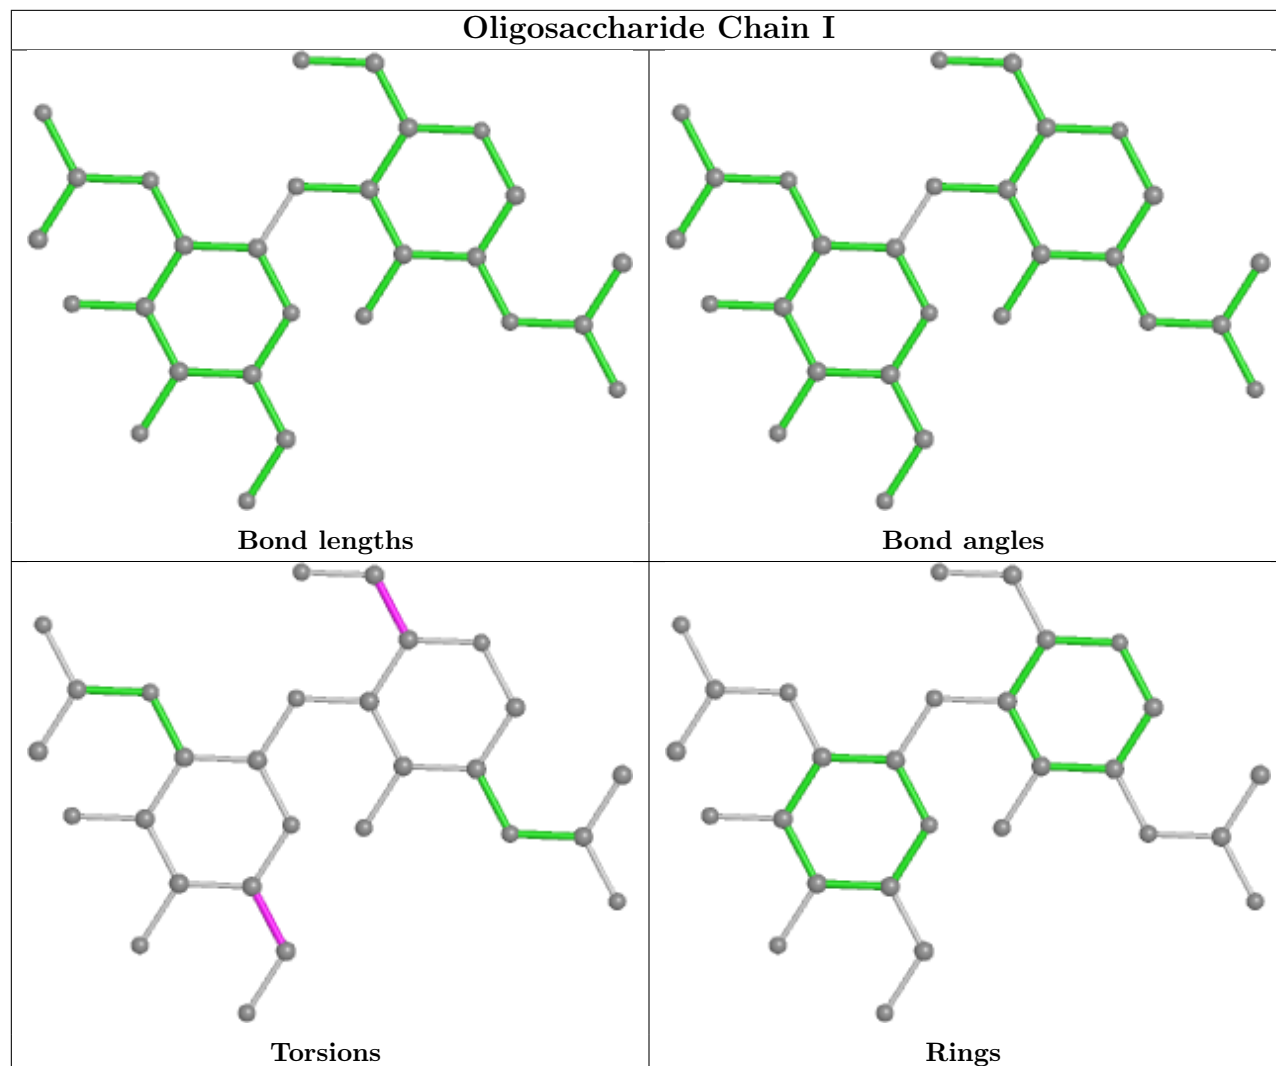 Oligosaccharide Chain I
Bond lengths
Bond angles
Torsions
Rings